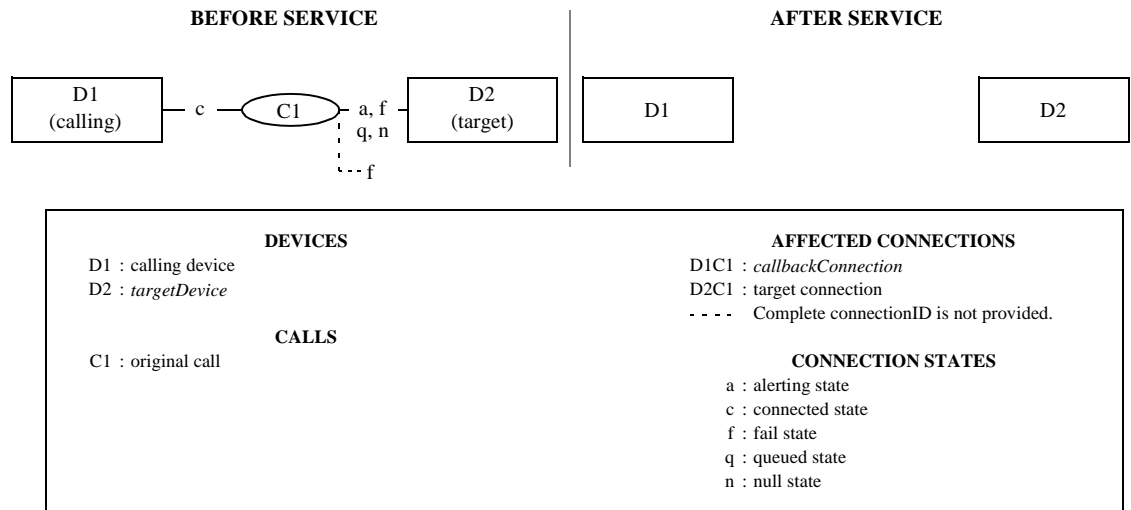 BEFORE SERVICE
AFTER SERVICE
D1
(calling)
c
C1
a, f
q, n
f
D2
(target)
D1
D2
DEVICES
D1 : calling device
D2 : targetDevice
CALLS
C1 : original call
AFFECTED CONNECTIONS
D1C1 : callbackConnection
D2C1 : target connection
- - - - Complete connectionID is not provided.
CONNECTION STATES
a : alerting state
c : connected state
f : fail state
q : queued state
n : null state